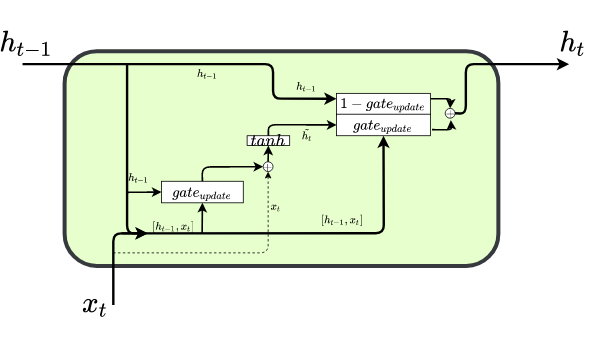 h_{t-1}
h_t
h_{t-1}
h_{t-1}
1 - gate_{update}
gate_{update}
tanh
\tilde{h_t}
h_{t-1}
gate_{update}
x_t
[h_{t-1}, x_t]
[h_{t-1}, x_t]
x_t